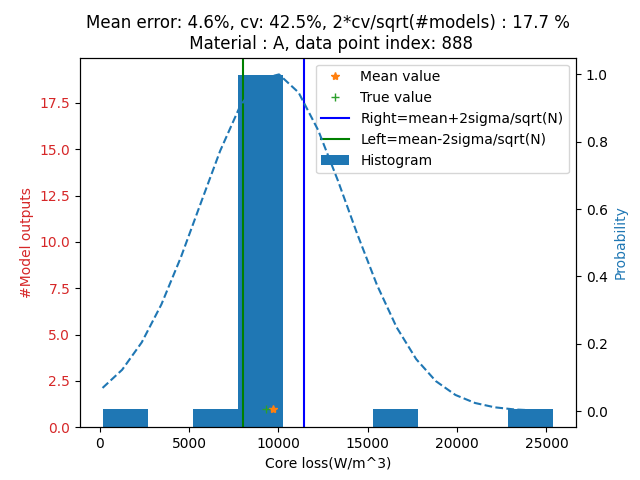 Mean error: 4.6%, cv: 42.5%, 2*cv/sqrt(#models) : 17.7 %
Material : A, data point index: 888
Mean value
True value
Right=mean+2sigma/sqrt(N)
Left=mean-2sigma/sqrt(N)
Histogram
#Model outputs
17.5
15.0
12.5
10.0
7.5
5.0
2.5
0.0
1.0
0.8
0.6
0.4
0.2
0.0
Probability
0 5000 10000 15000 20000 25000
Core loss(W/m^3)